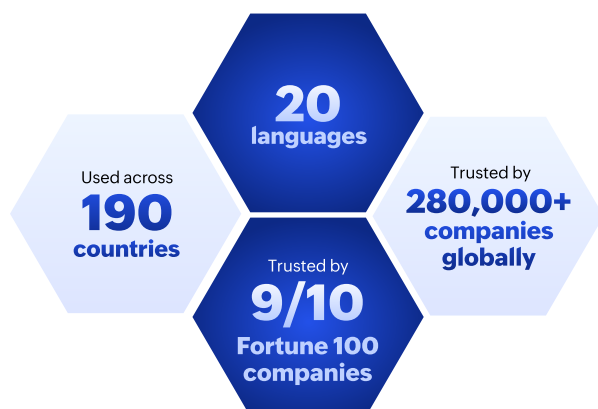 20
languages
Used across
190
countries
Trusted by
280,000+
companies
globally
Trusted by
9/10
Fortune 100
companies